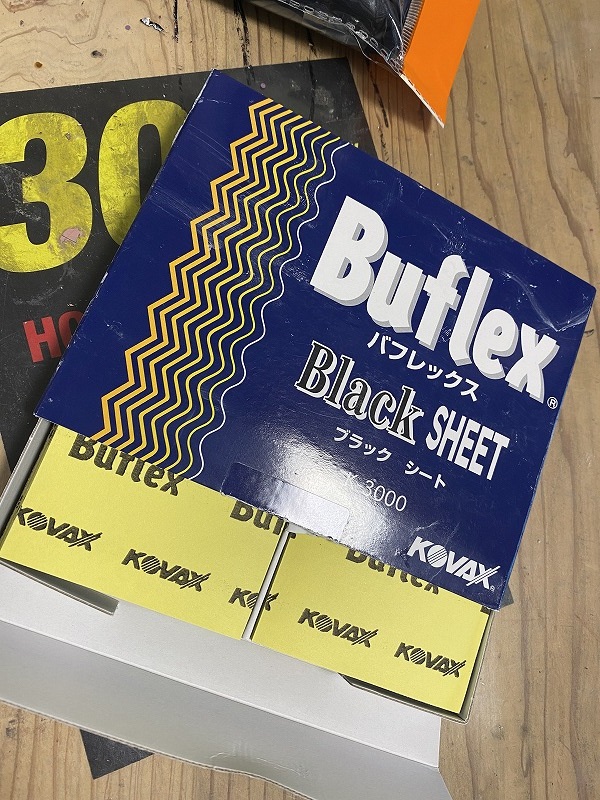 30
HO
Buflex®
バフレックス
Black SHEET
ブラック シート
3000
KOVAX®
Buflex
KOVAX
KOVAX
Buflex
KOVAX
KOVAX